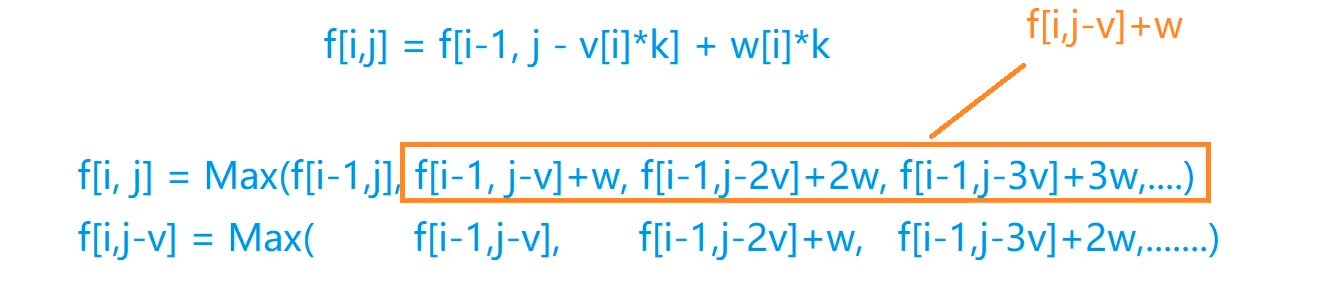 f[i,j-v]+w
f[i,j] = f[i-1, j - v[i]*k] + w[i]*k
f[i, j] = Max(f[i-1,j], f[i-1, j-v]+w, f[i-1,j-2v]+2w, f[i-1,j-3v]+3w,....)
f[i,j-v] = Max( f[i-1,j-v], f[i-1,j-2v]+w, f[i-1,j-3v]+2w,.......)